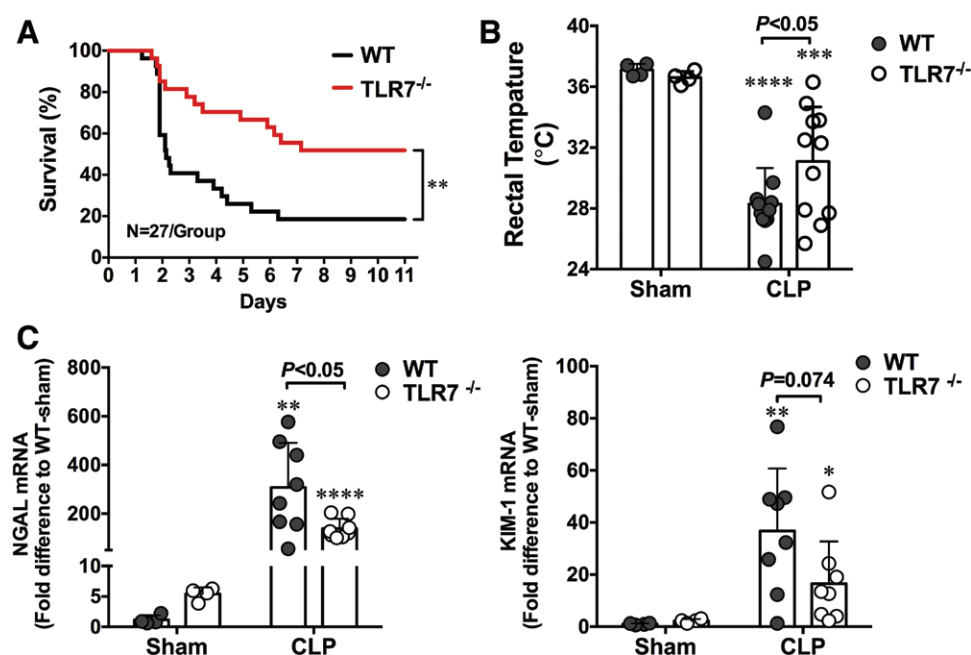 A
WT
TLR7-/-
Survival (%)
100
80
60
40
20
0
**
N=27/Group
0 1 2 3 4 5 6 7 8 9 10 11
Days
B
P<0.05
WT
TLR7-/-
****
***
Rectal Tempature
(°C)
36
32
28
24
Sham CLP
C
P<0.05
WT
TLR7 -/-
**
****
NGAL mRNA
(Fold difference to WT-sham)
800
600
400
200
10
5
0
Sham CLP
P=0.074
WT
TLR7 -/-
**
*
KIM-1 mRNA
(Fold difference to WT-sham)
100
80
60
40
20
0
Sham CLP